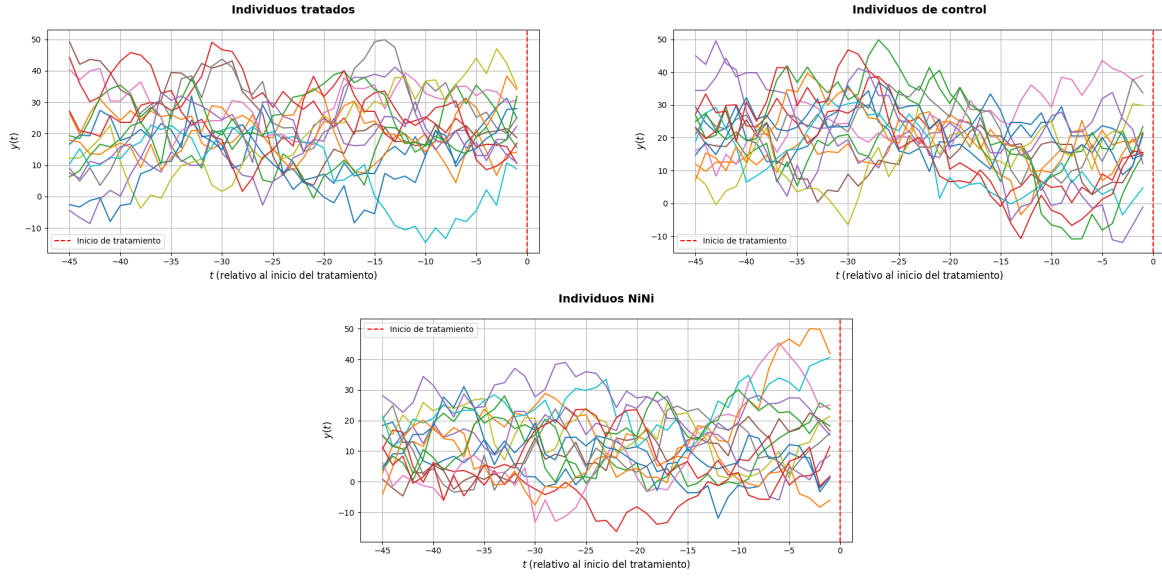 Individuos tratados
50
40
30
20
10
0
−10
y(t)
Inicio de tratamiento
−45 −40 −35 −30 −25 −20 −15 −10 −5 0
t (relativo al inicio del tratamiento)
Individuos de control
50
40
30
20
10
0
−10
y(t)
Inicio de tratamiento
−45 −40 −35 −30 −25 −20 −15 −10 −5 0
t (relativo al inicio del tratamiento)
Individuos NiNi
Inicio de tratamiento
50
40
30
20
10
0
−10
y(t)
−45 −40 −35 −30 −25 −20 −15 −10 −5 0
t (relativo al inicio del tratamiento)